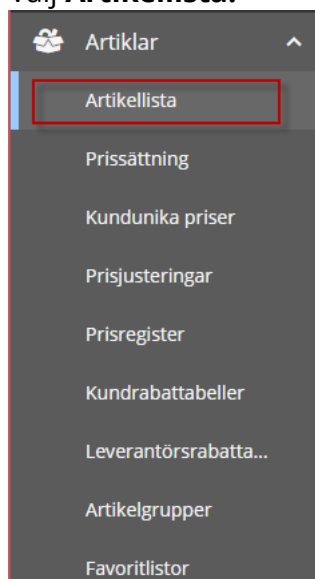 Välj Artikellista.
Artiklar
Artikellista
Prissättning
Kundunika priser
Prisjusteringar
Prisregister
Kundrabattabeller
Leverantörsrabatta...
Artikelgrupper
Favoritlistor